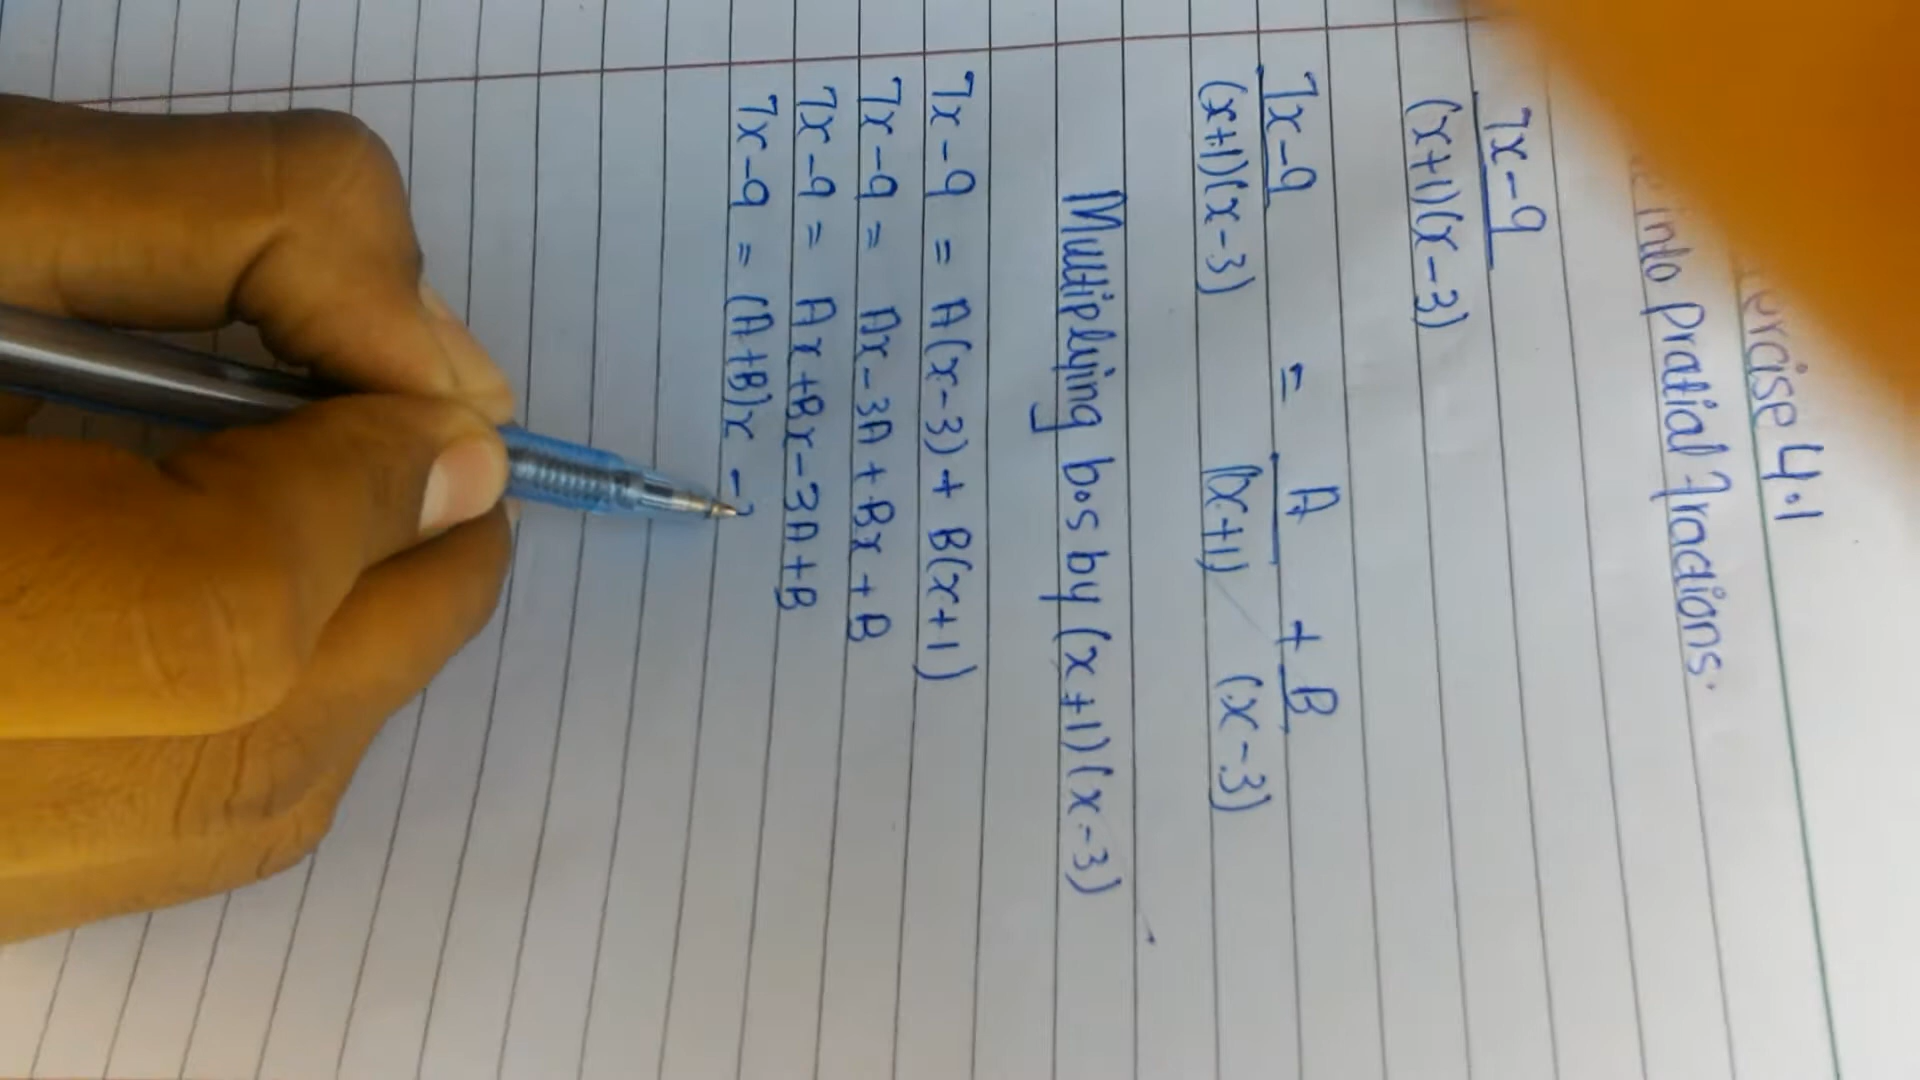 4.1
into Pratial Fractions.
7x-9
(x+1)(x-3)
7x-9 = A + B
(x+1)(x-3) (x+1) (x-3)
Multiplying b.s by (x+1)(x-3)
7x-9 = A(x-3) + B(x+1)
7x-9 = Ax-3A+Bx+B
7x-9 = Ax+Bx-3A+B
7x-9 = (A+B)x -